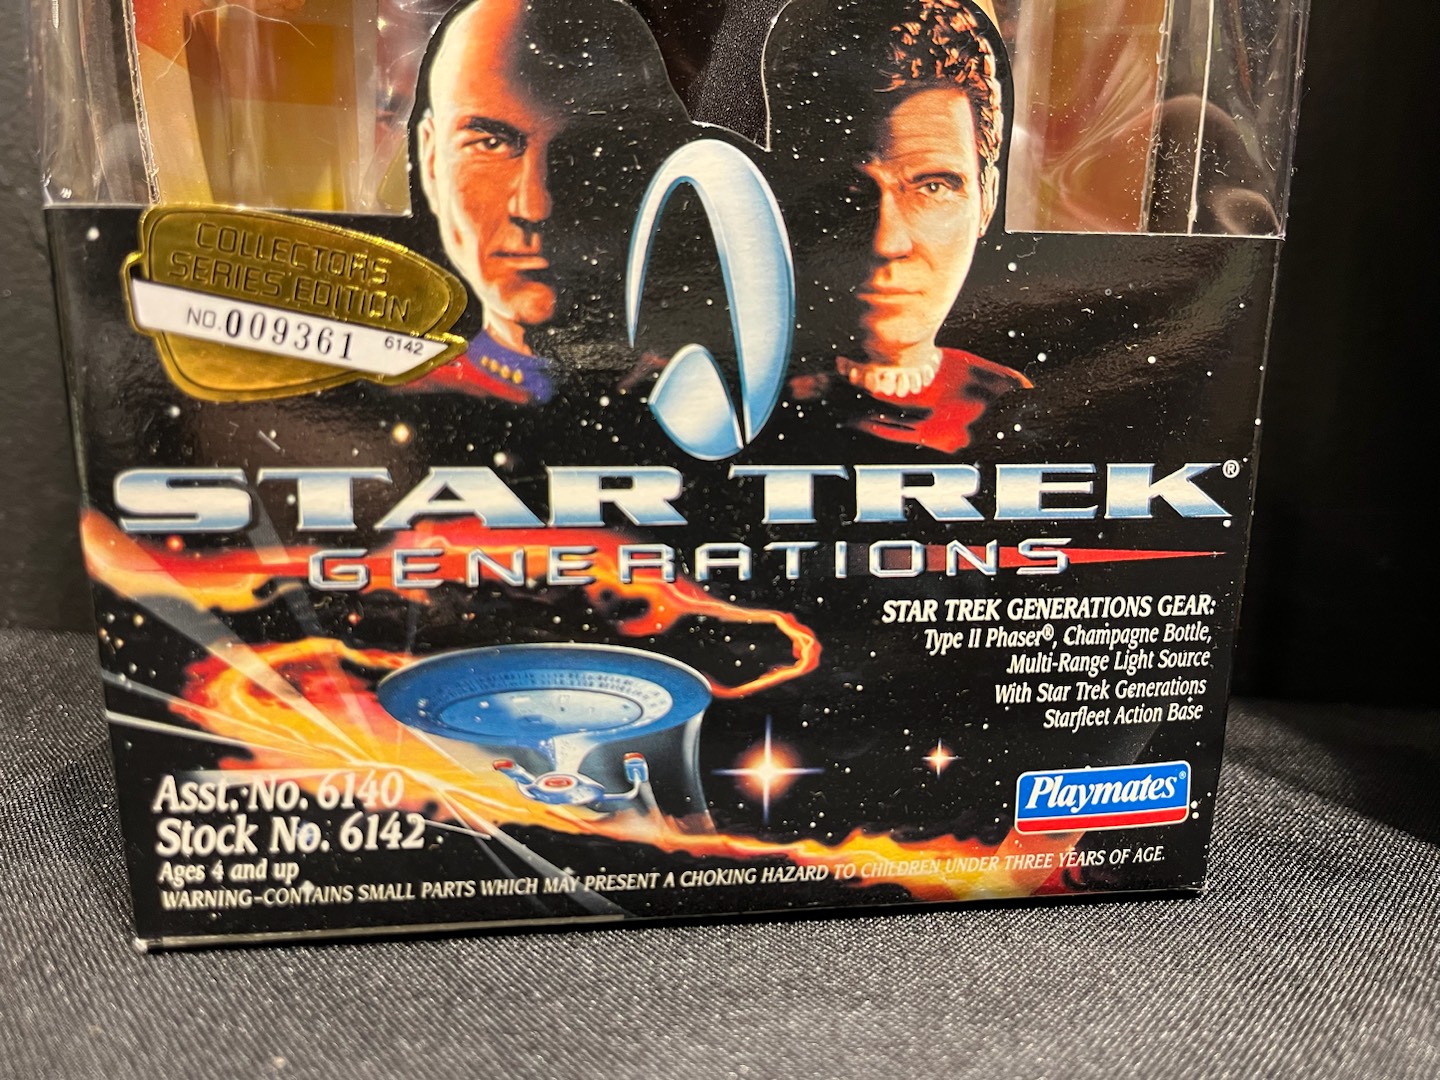 COLLECTORS
SERIES EDITION
NO. 009361 6142
STAR TREK®
GENERATIONS
STAR TREK GENERATIONS GEAR:
Type II Phaser®, Champagne Bottle,
Multi-Range Light Source
With Star Trek Generations
Starfleet Action Base
Playmates®
Asst. No. 6140
Stock No. 6142
Ages 4 and up
WARNING-CONTAINS SMALL PARTS WHICH MAY PRESENT A CHOKING HAZARD TO CHILDREN UNDER THREE YEARS OF AGE.